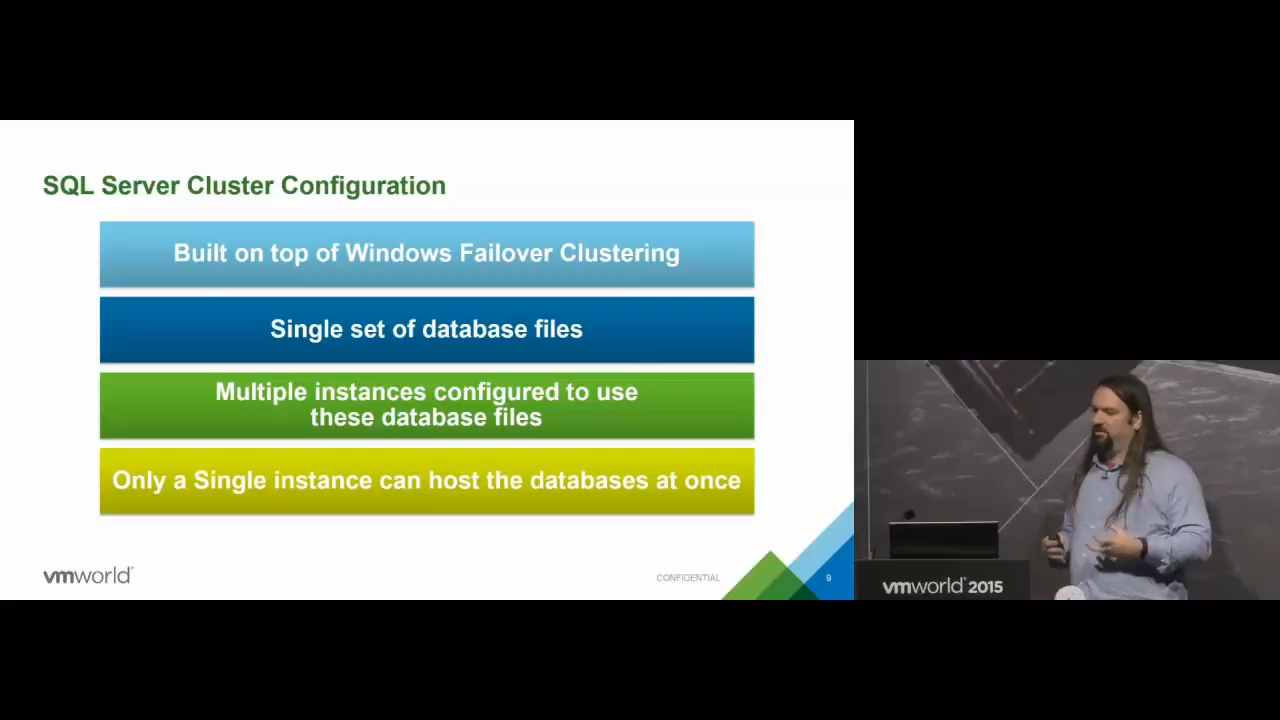 SQL Server Cluster Configuration
Built on top of Windows Failover Clustering
Single set of database files
Multiple instances configured to use
these database files
Only a Single instance can host the databases at once
vmworld
CONFIDENTIAL
9
vmworld 2015